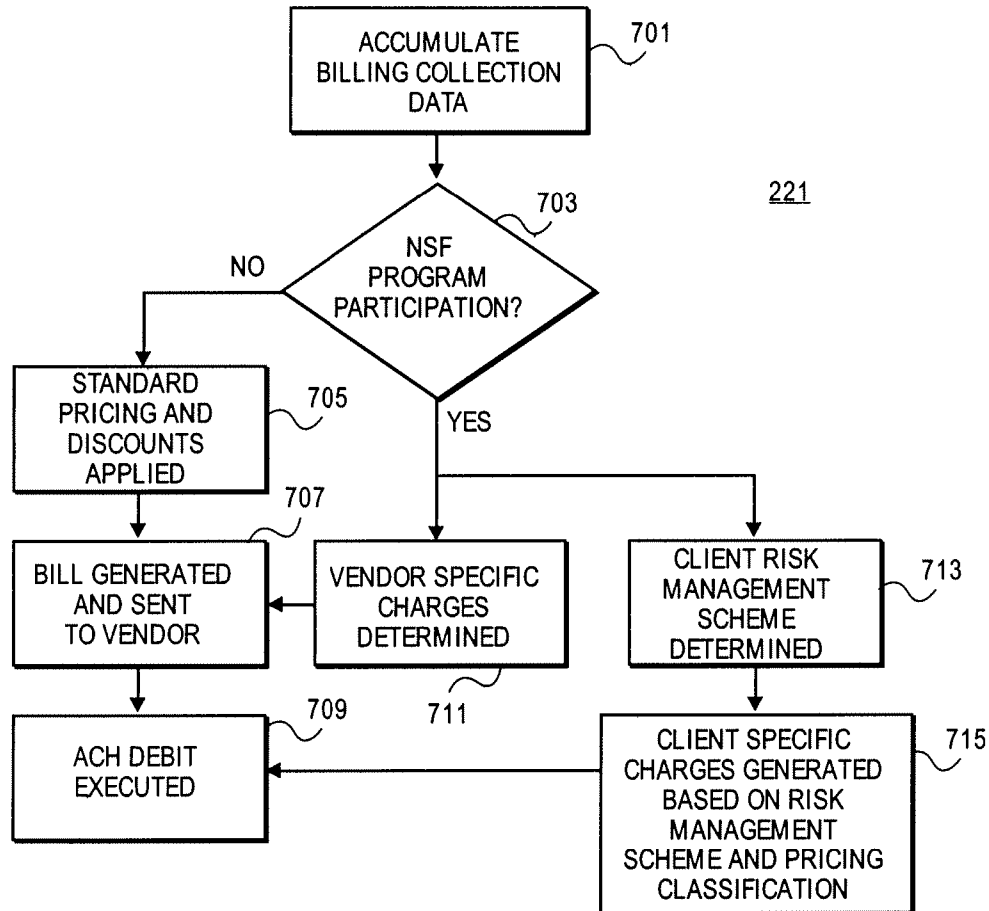 ACCUMULATE
BILLING COLLECTION
DATA
701
221
703
NSF
PROGRAM
PARTICIPATION?
NO
YES
STANDARD
PRICING AND
DISCOUNTS
APPLIED
705
707
BILL GENERATED
AND SENT
TO VENDOR
VENDOR SPECIFIC
CHARGES
DETERMINED
711
CLIENT RISK
MANAGEMENT
SCHEME
DETERMINED
713
709
ACH DEBIT
EXECUTED
CLIENT SPECIFIC
CHARGES GENERATED
BASED ON RISK
MANAGEMENT
SCHEME AND PRICING
CLASSIFICATION
715